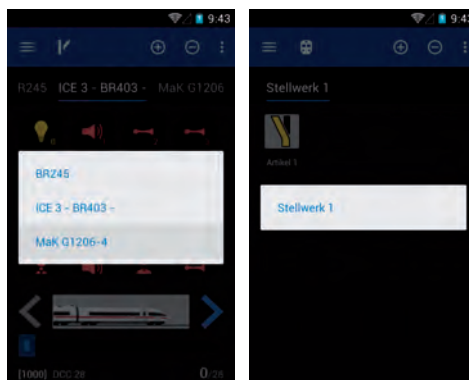 9:43
R245 ICE 3 - BR403 - MaK G1206
BR245
ICE 3 - BR403 -
MaK G1206-4
[1000] DCC 28 0/28
9:43
Stellwerk 1
Artikel 1
Stellwerk 1